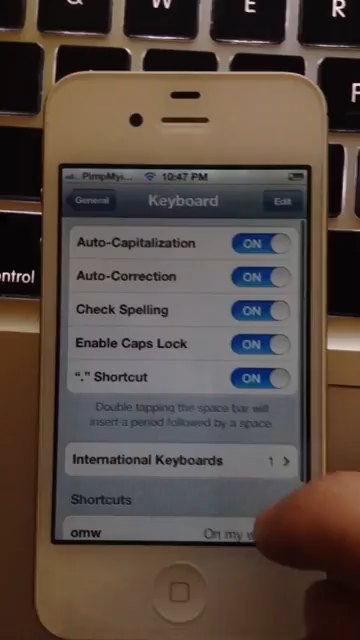 Q W E R
F
control
PimpMyi... 10:47 PM
General Keyboard Edit
Auto-Capitalization ON
Auto-Correction ON
Check Spelling ON
Enable Caps Lock ON
“.” Shortcut ON
Double tapping the space bar will
insert a period followed by a space.
International Keyboards 1
Shortcuts
omw On my